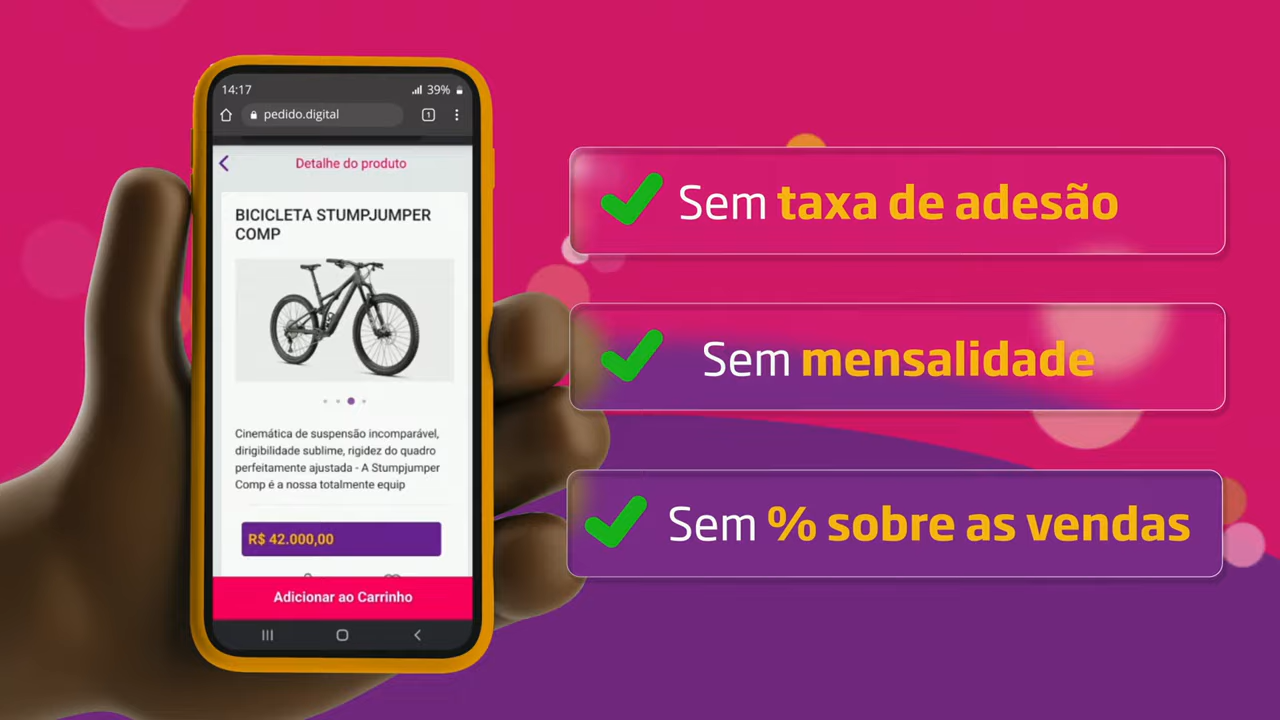 14:17
39%
pedido.digital
1
Detalhe do produto
BICICLETA STUMPJUMPER
COMP
Cinemática de suspensão incomparável,
dirigibilidade sublime, rigidez do quadro
perfeitamente ajustada - A Stumpjumper
Comp é a nossa totalmente equip
R$ 42.000,00
Adicionar ao Carrinho
Sem taxa de adesão
Sem mensalidade
Sem % sobre as vendas